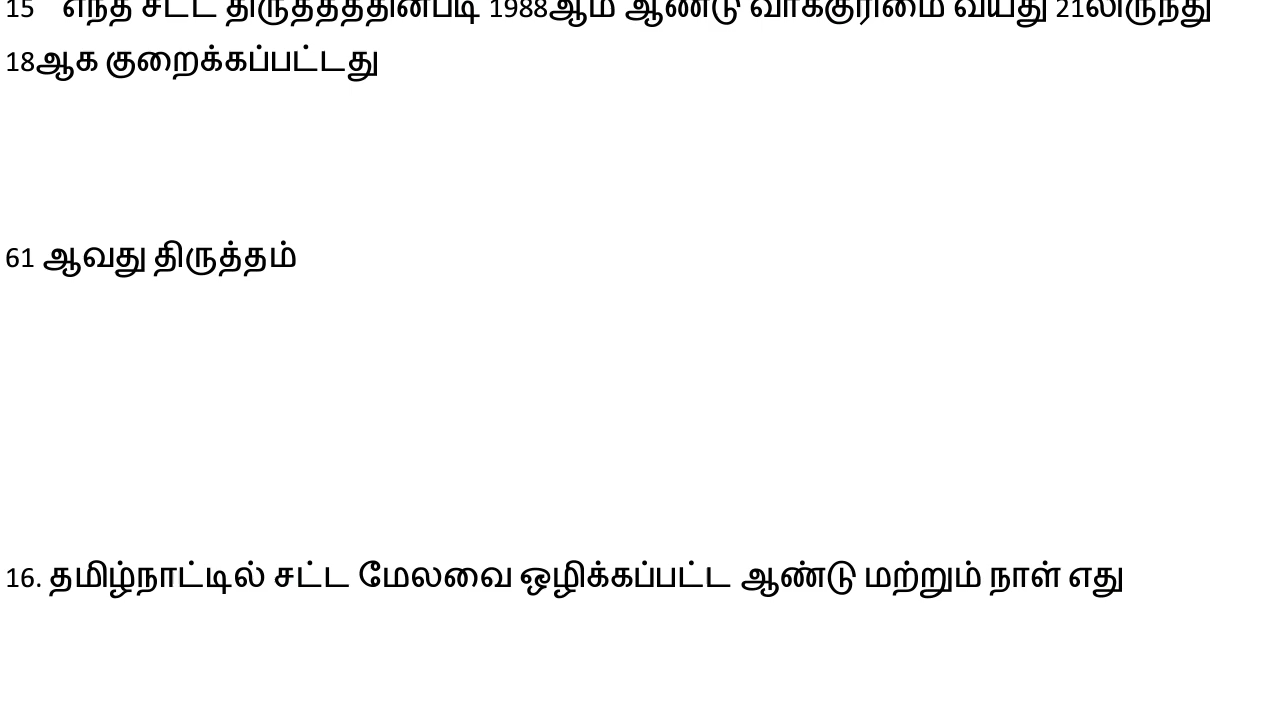 15 எந்த சட்ட திருத்தத்தின்படி 1988ஆம் ஆண்டு வாக்குரிமை வயது 21லிருந்து
18ஆக குறைக்கப்பட்டது
61 ஆவது திருத்தம்
16. தமிழ்நாட்டில் சட்ட மேலவை ஒழிக்கப்பட்ட ஆண்டு மற்றும் நாள் எது